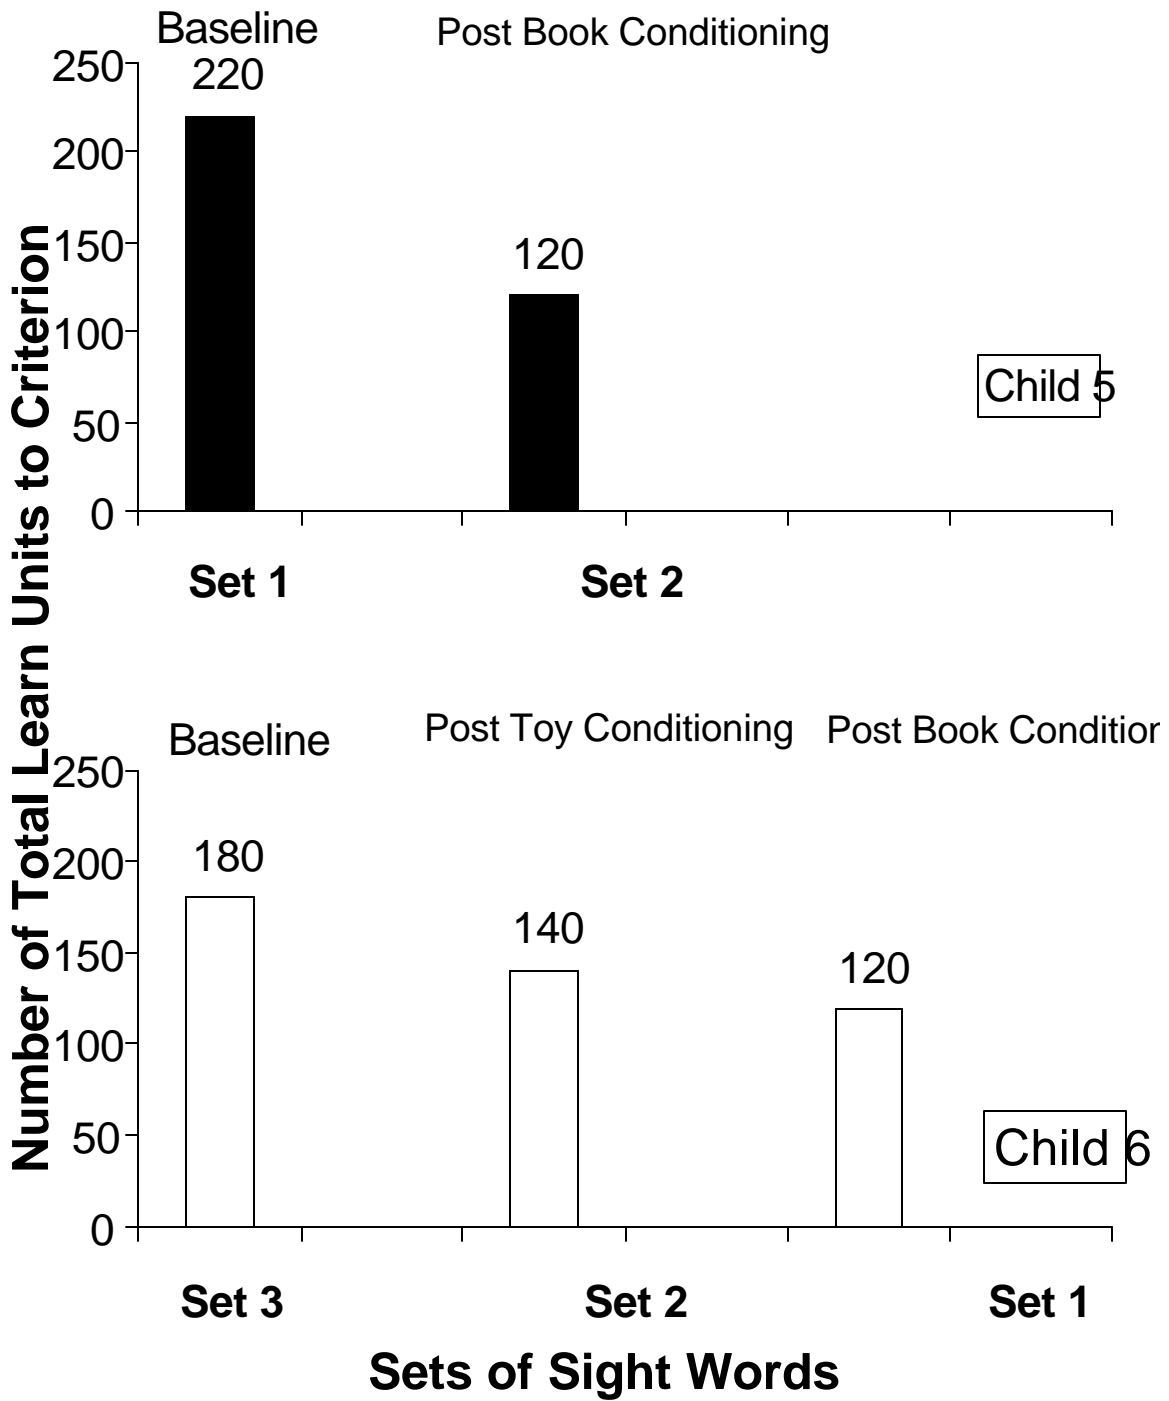 Baseline
Post Book Conditioning
250
220
200
150
120
100
Child 5
50
0
Set 1
Set 2
Number of Total Learn Units to Criterion
Baseline
Post Toy Conditioning
Post Book Condition
250
180
200
140
150
120
100
50
Child 6
0
Set 3
Set 2
Set 1
Sets of Sight Words